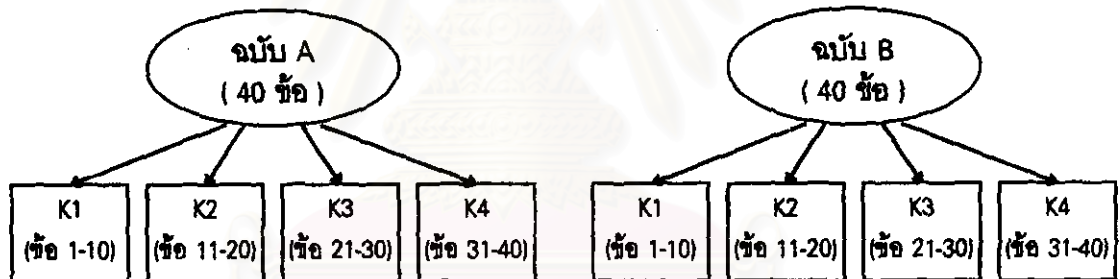 ฉบับ A
( 40 ข้อ )
ฉบับ B
( 40 ข้อ )
K1
(ข้อ 1-10)
K2
(ข้อ 11-20)
K3
(ข้อ 21-30)
K4
(ข้อ 31-40)
K1
(ข้อ 1-10)
K2
(ข้อ 11-20)
K3
(ข้อ 21-30)
K4
(ข้อ 31-40)